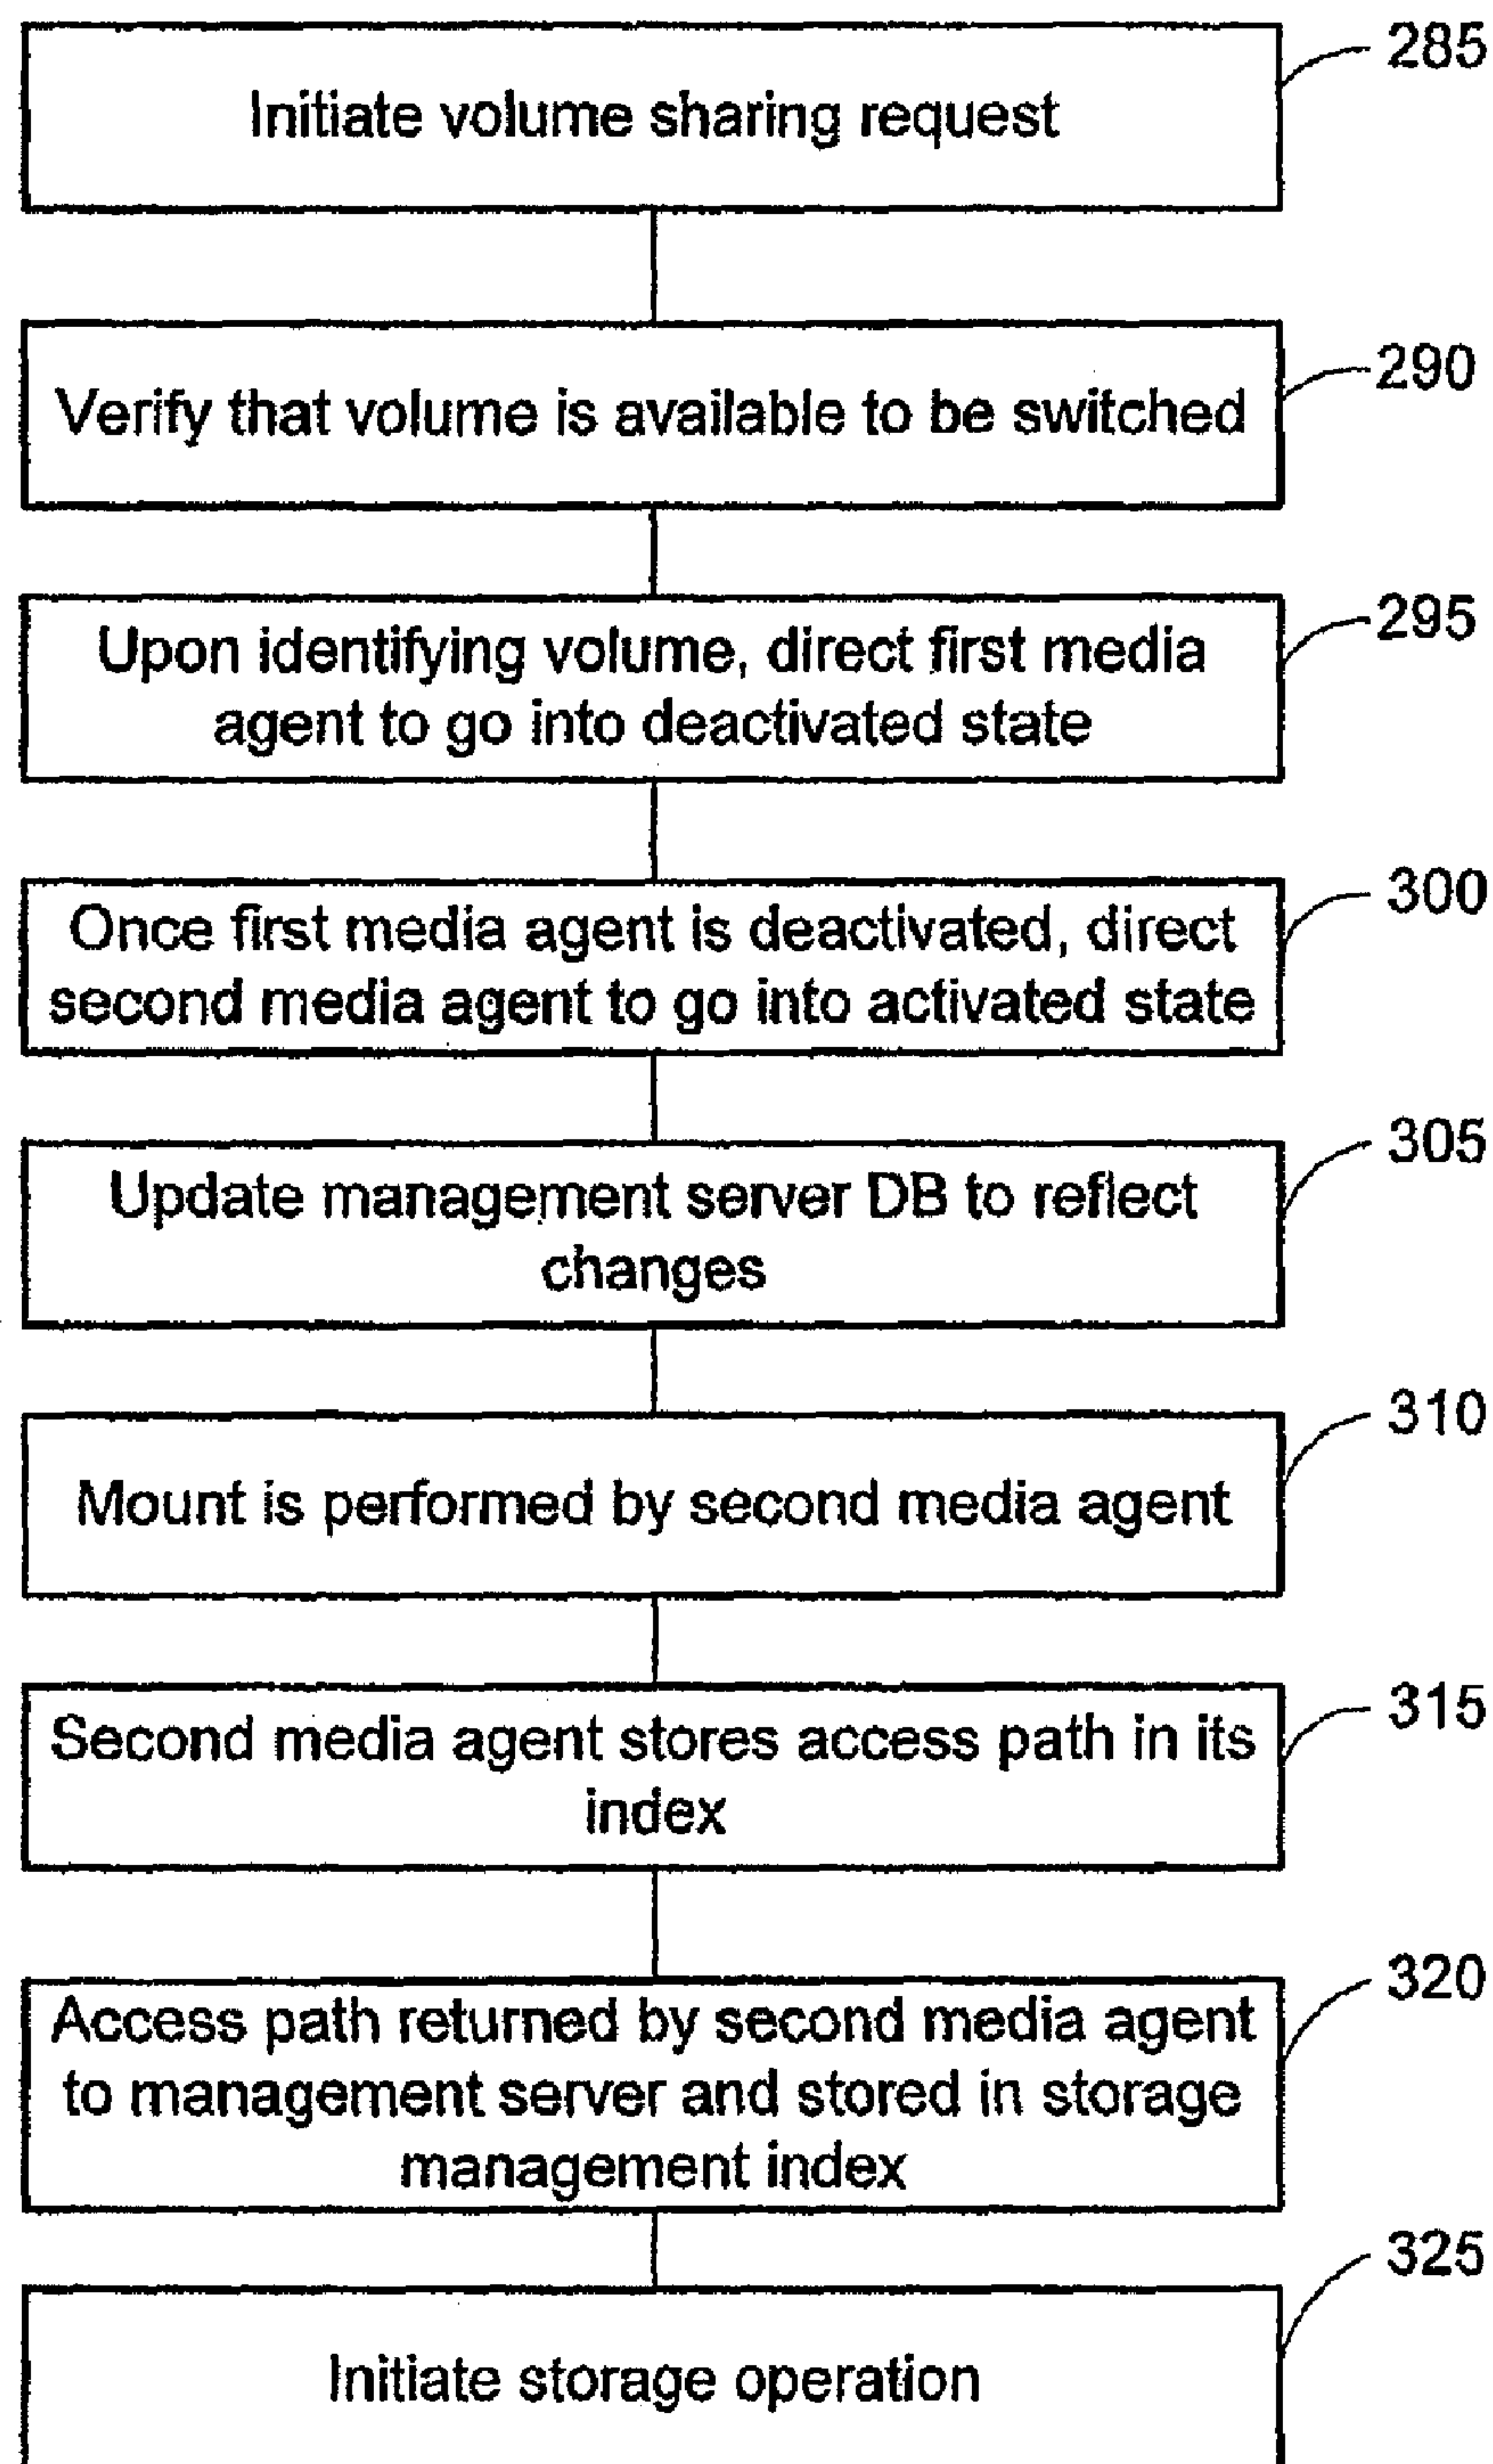 Initiate volume sharing request
285
Verify that volume is available to be switched
290
Upon identifying volume, direct first media
agent to go into deactivated state
295
Once first media agent is deactivated, direct
second media agent to go into activated state
300
Update management server DB to reflect
changes
305
Mount is performed by second media agent
310
Second media agent stores access path in its
index
315
Access path returned by second media agent
to management server and stored in storage
management index
320
Initiate storage operation
325